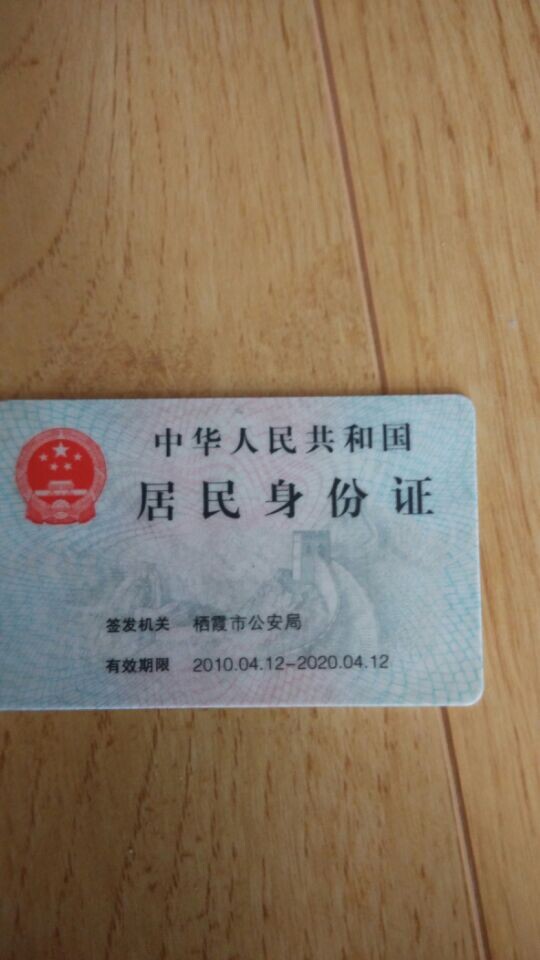 中华人民共和国
居民身份证
签发机关 栖霞市公安局
有效期限 2010.04.12-2020.04.12